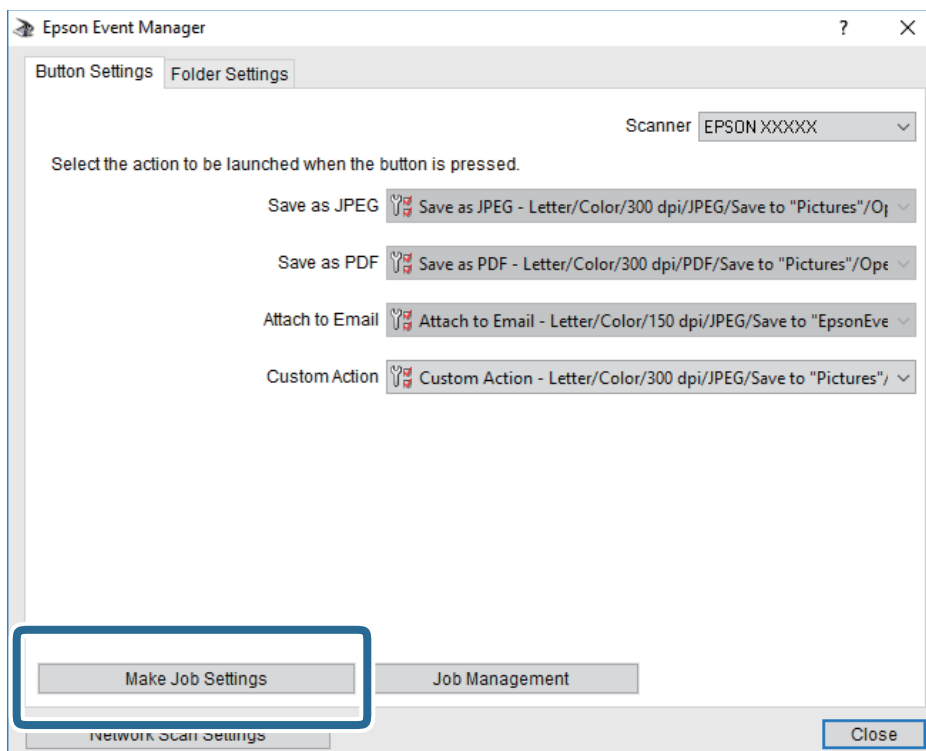 Epson Event Manager
Button Settings Folder Settings
Scanner EPSON XXXXX
Select the action to be launched when the button is pressed.
Save as JPEG Save as JPEG - Letter/Color/300 dpi/JPEG/Save to "Pictures"/Op
Save as PDF Save as PDF - Letter/Color/300 dpi/PDF/Save to "Pictures"/Ope
Attach to Email Attach to Email - Letter/Color/150 dpi/JPEG/Save to "EpsonEve
Custom Action Custom Action - Letter/Color/300 dpi/JPEG/Save to "Pictures"/
Make Job Settings Job Management
Network Scan Settings Close